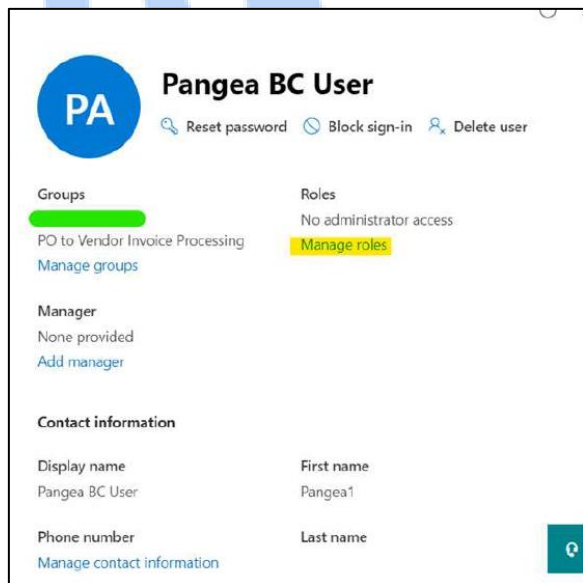 PA
Pangea BC User
Reset password Block sign-in Delete user
Groups Roles
No administrator access
PO to Vendor Invoice Processing Manage roles
Manage groups
Manager
None provided
Add manager
Contact information
Display name First name
Pangea BC User Pangea1
Phone number Last name
Manage contact information